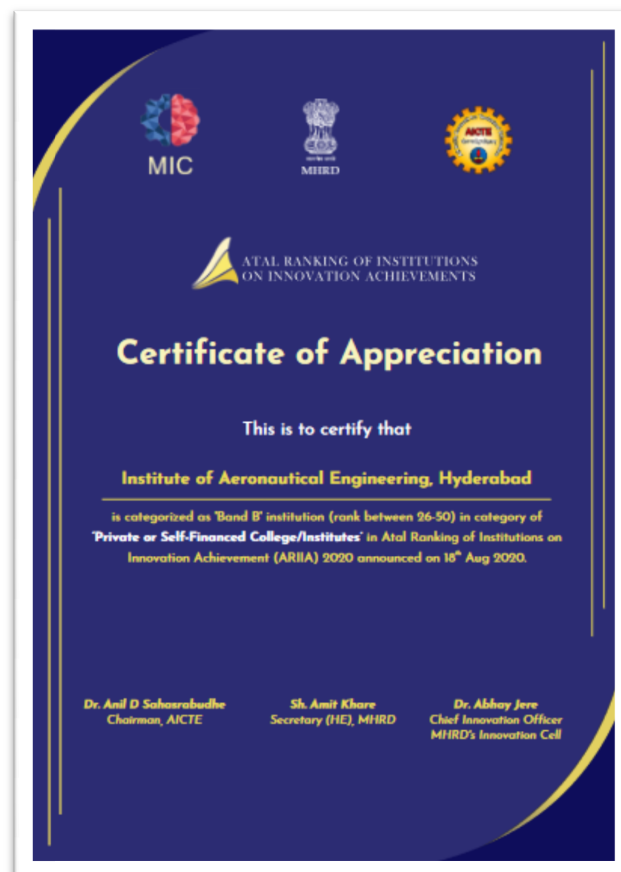 MIC
MHRD
AICTE
ATAL RANKING OF INSTITUTIONS
ON INNOVATION ACHIEVEMENTS
Certificate of Appreciation
This is to certify that
Institute of Aeronautical Engineering, Hyderabad
is categorized as "Band B" institution (rank between 26-50) in category of
"Private or Self-Financed College/Institutes" in Atal Ranking of Institutions on
Innovation Achievement (ARIIA) 2020 announced on 18th Aug 2020.
Dr. Anil D Sahasrabudhe
Chairman, AICTE
Sh. Amit Khare
Secretary (HE), MHRD
Dr. Abhay Jere
Chief Innovation Officer
MHRD's Innovation Cell